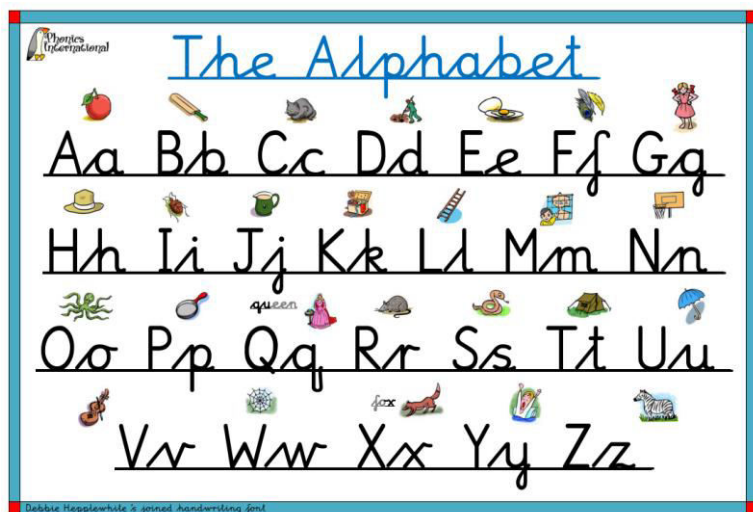 Phonics
International
The Alphabet
Aa Bb Cc Dd Ee Ff Gg
Hh Ii Jj Kk Ll Mm Nn
queen
Oo Pp Qq Rr Ss Tt Uu
fox
Vv Ww Xx Yy Zz
Debbie Hepplewhite's joined handwriting font